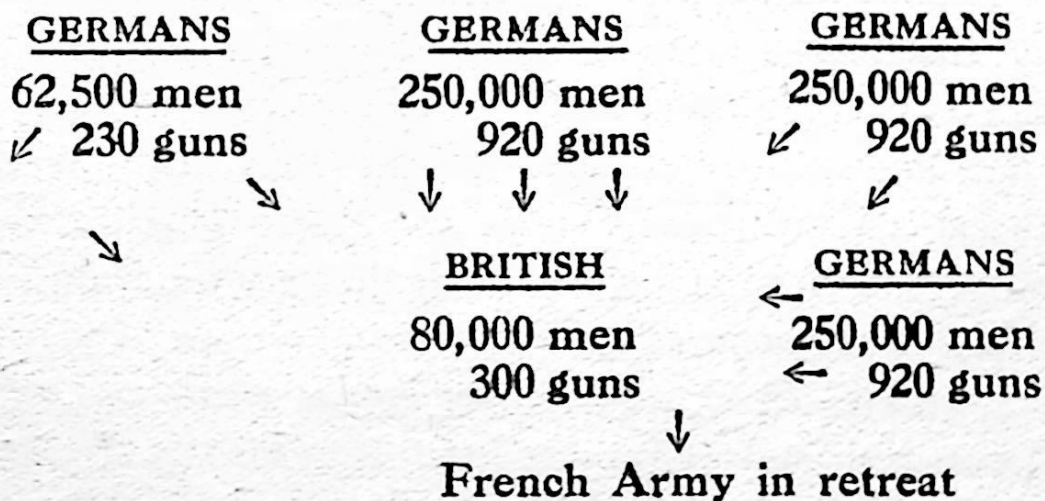 GERMANS GERMANS GERMANS
62,500 men 250,000 men 250,000 men
230 guns 920 guns 920 guns
BRITISH GERMANS
80,000 men 250,000 men
300 guns 920 guns
French Army in retreat